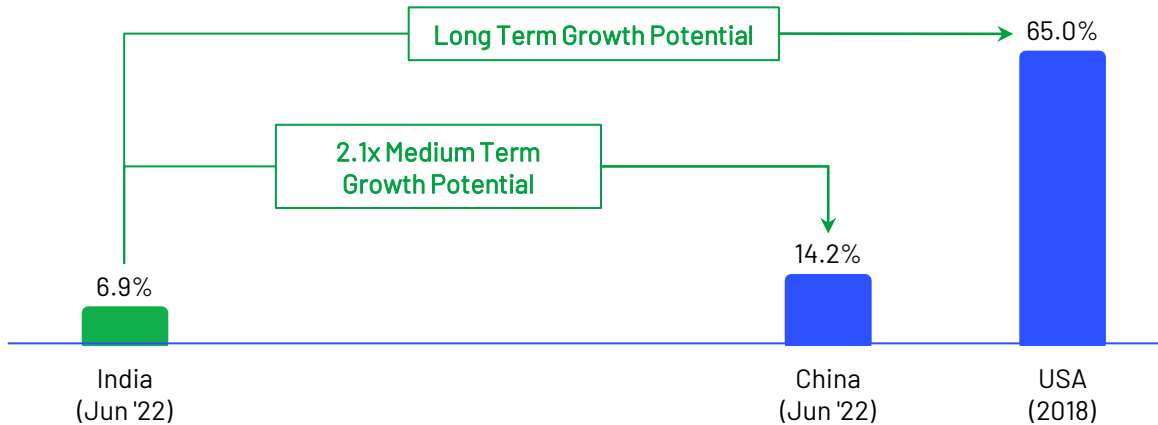 Long Term Growth Potential
65.0%
2.1x Medium Term
Growth Potential
14.2%
6.9%
India
(Jun '22)
China
(Jun '22)
USA
(2018)